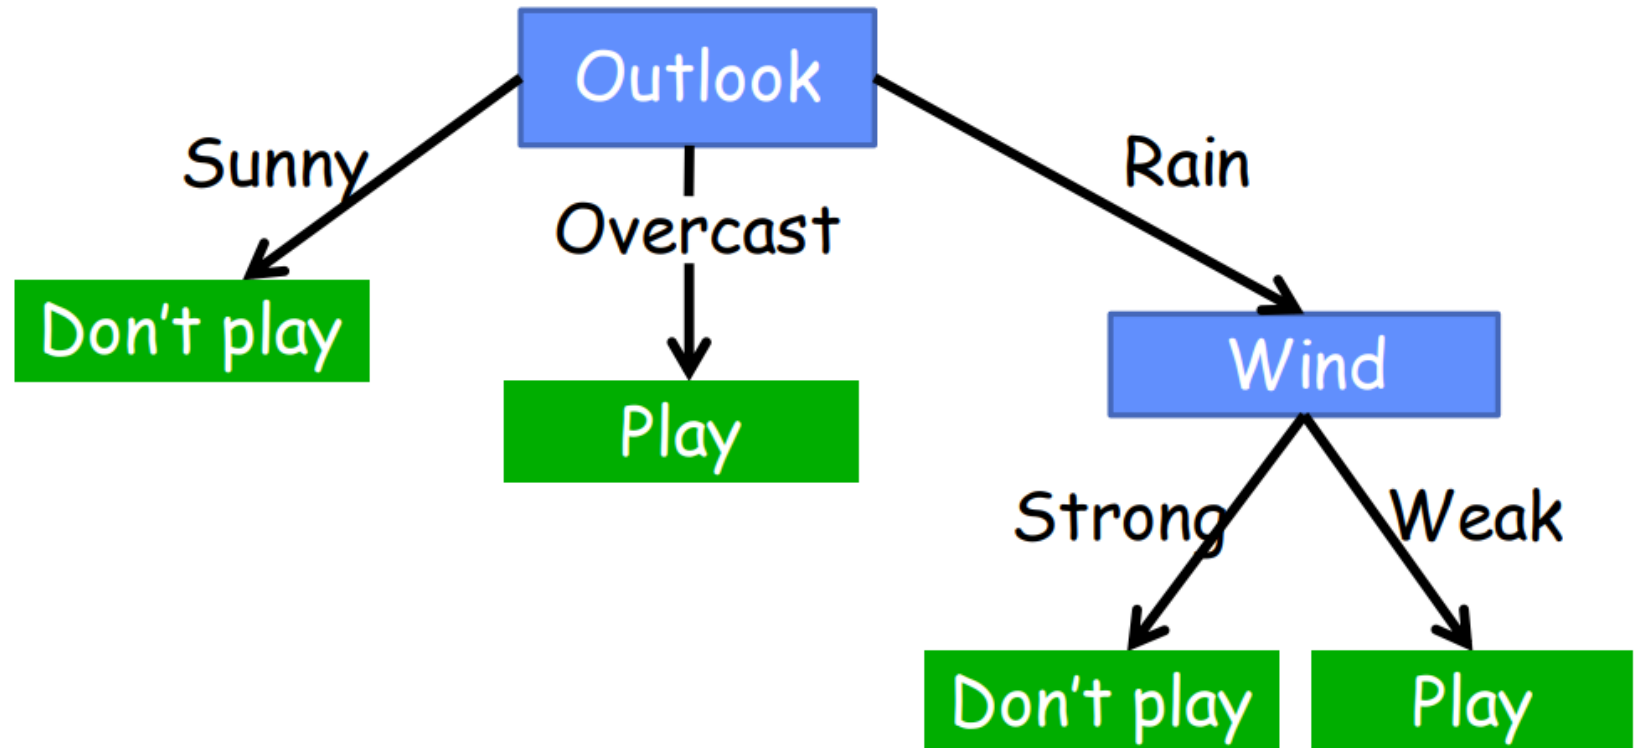 Outlook
Sunny
Rain
Overcast
Don't play
Wind
Play
Strong
Weak
Don't play
Play